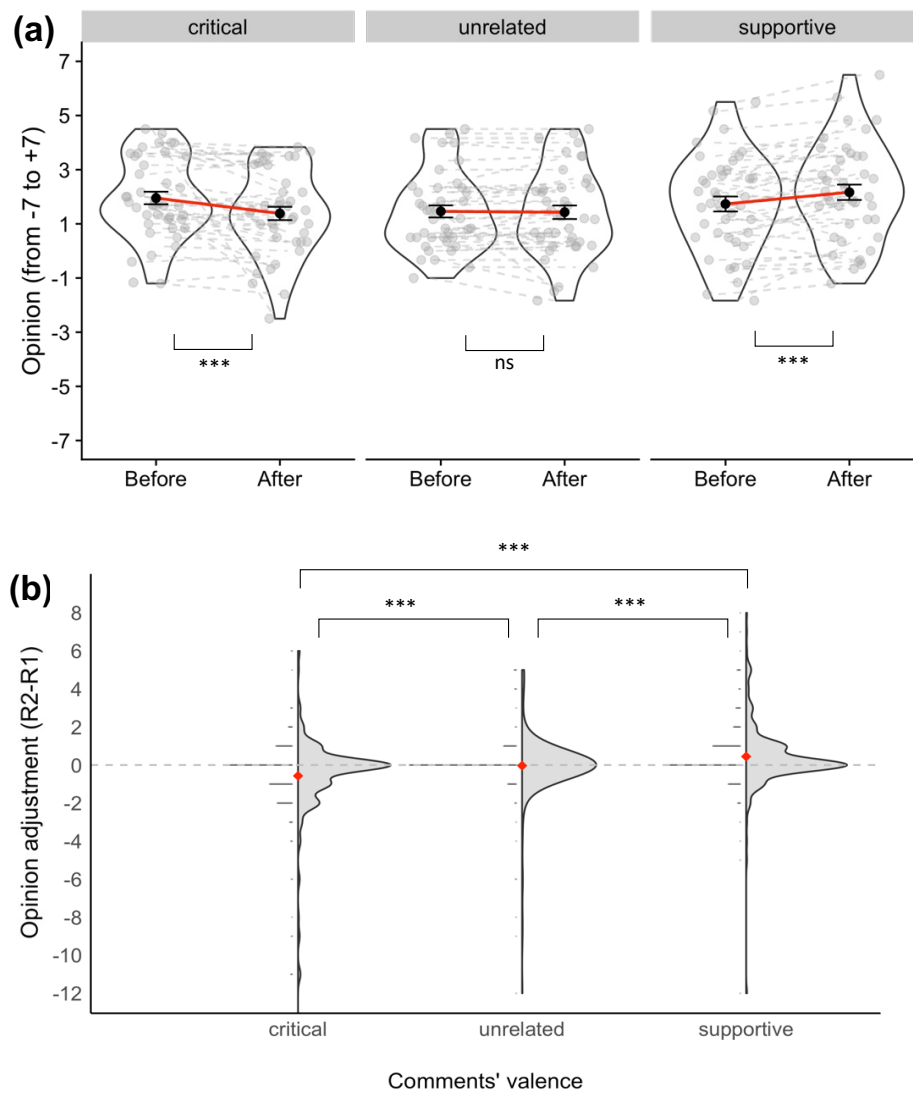 (a)
critical unrelated supportive
Opinion (from -7 to +7)
7
5
3
1
-1
-3
-5
-7
*** ns ***
Before After Before After Before After
(b)
***
*** ***
Opinion adjustment (R2-R1)
8
6
4
2
0
-2
-4
-6
-8
-10
-12
critical unrelated supportive
Comments' valence